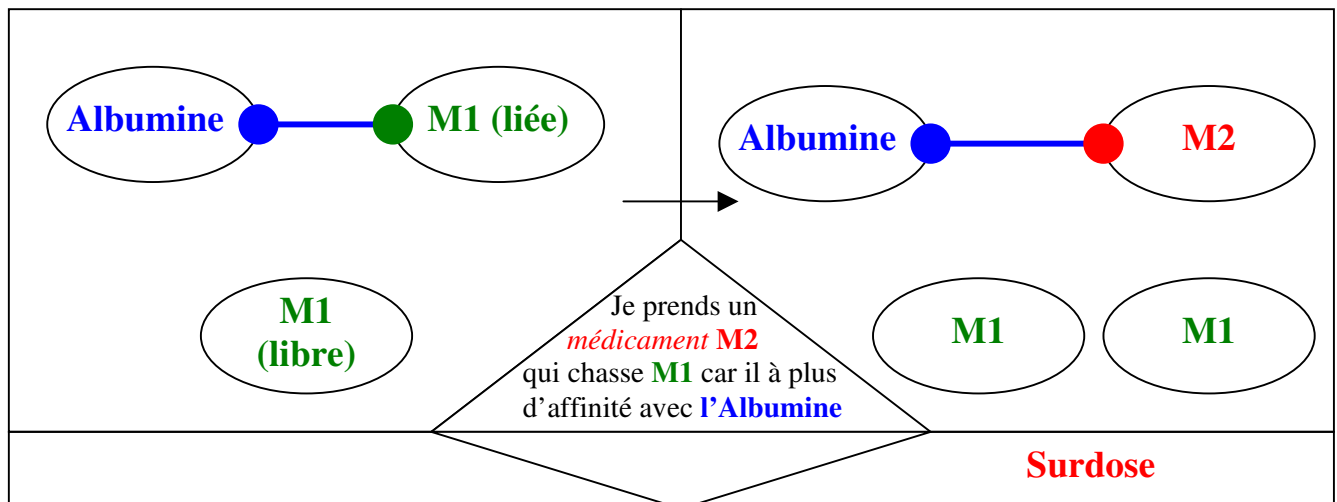 Albumine
M1 (liée)
M1
(libre)
Je prends un
médicament M2
qui chasse M1 car il à plus
d’affinité avec l’Albumine
Albumine
M2
M1
M1
Surdose